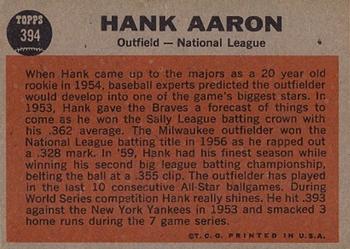 TOPPS
394
HANK AARON
Outfield — National League
When Hank came up to the majors as a 20 year old
rookie in 1954, baseball experts predicted the outfielder
would develop into one of the game's biggest stars. In
1953, Hank gave the Braves a forecast of things to
come as he won the Sally League batting crown with
his .362 average. The Milwaukee outfielder won the
National League batting title in 1956 as he rapped out
a .328 mark. In '59, Hank had his finest season while
winning his second big league batting championship,
belting the ball at a .355 clip. The outfielder has played
in the last 10 consecutive All-Star ballgames. During
World Series competition Hank really shines. He hit .393
against the New York Yankees in 1953 and smacked 3
home runs during the 7 game series.
©T.C.G. PRINTED IN U.S.A.